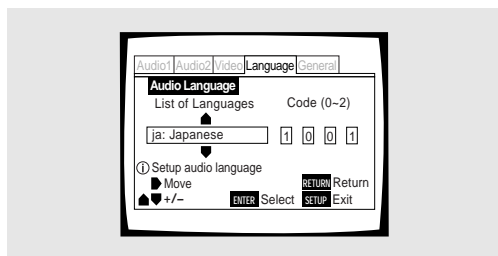 Audio1 Audio2 Video Language General
Audio Language
List of Languages Code (0~2)
ja: Japanese 1 0 0 1
i Setup audio language
Move RETURN Return
+/– ENTER Select SETUP Exit